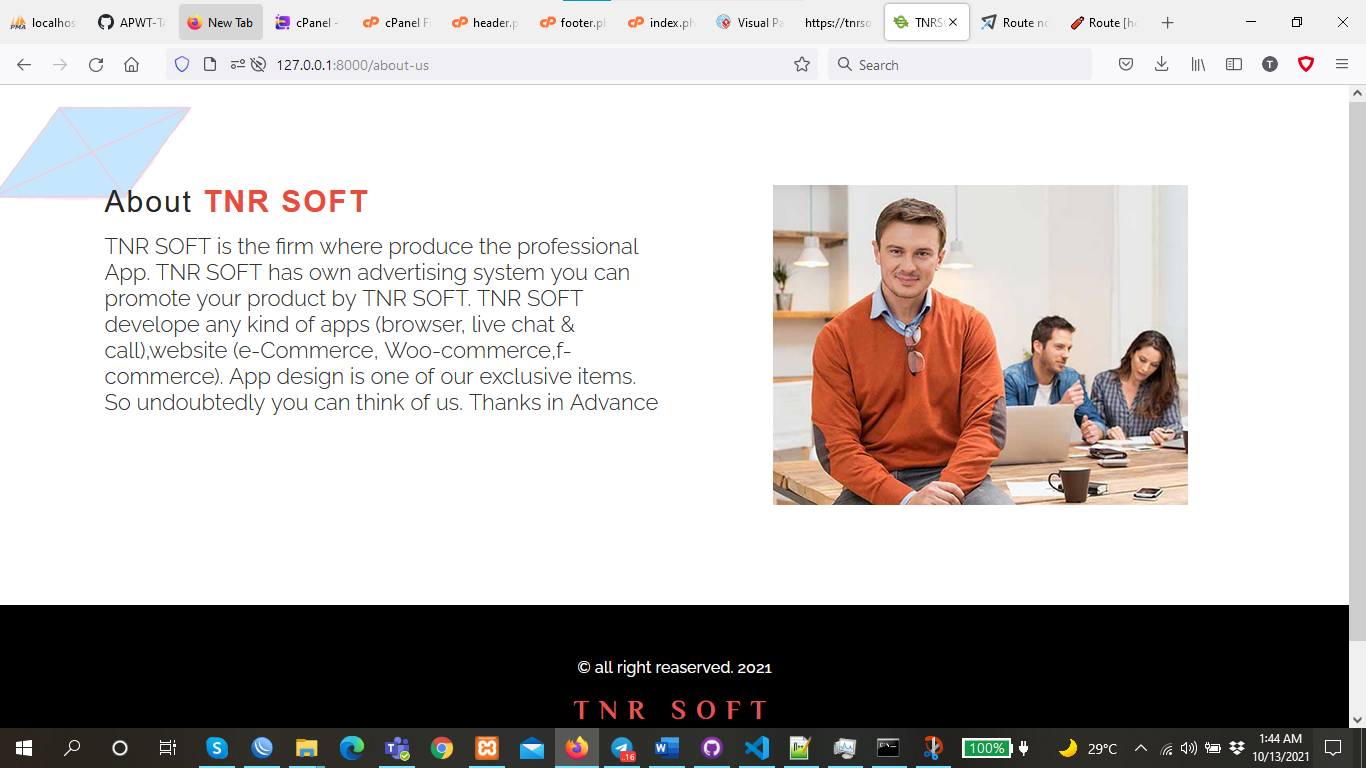 localhos
APWT-TA
New Tab
cPanel -
cPanel F
header.p
footer.ph
index.ph
Visual Pa
https://tnrso
TNRS
Route no
Route [ho
127.0.0.1:8000/about-us
Search
About TNR SOFT
TNR SOFT is the firm where produce the professional
App. TNR SOFT has own advertising system you can
promote your product by TNR SOFT. TNR SOFT
develope any kind of apps (browser, live chat &
call),website (e-Commerce, Woo-commerce,f-
commerce). App design is one of our exclusive items.
So undoubtedly you can think of us. Thanks in Advance
© all right reaserved. 2021
TNR SOFT
100%
29°C
1:44 AM
10/13/2021